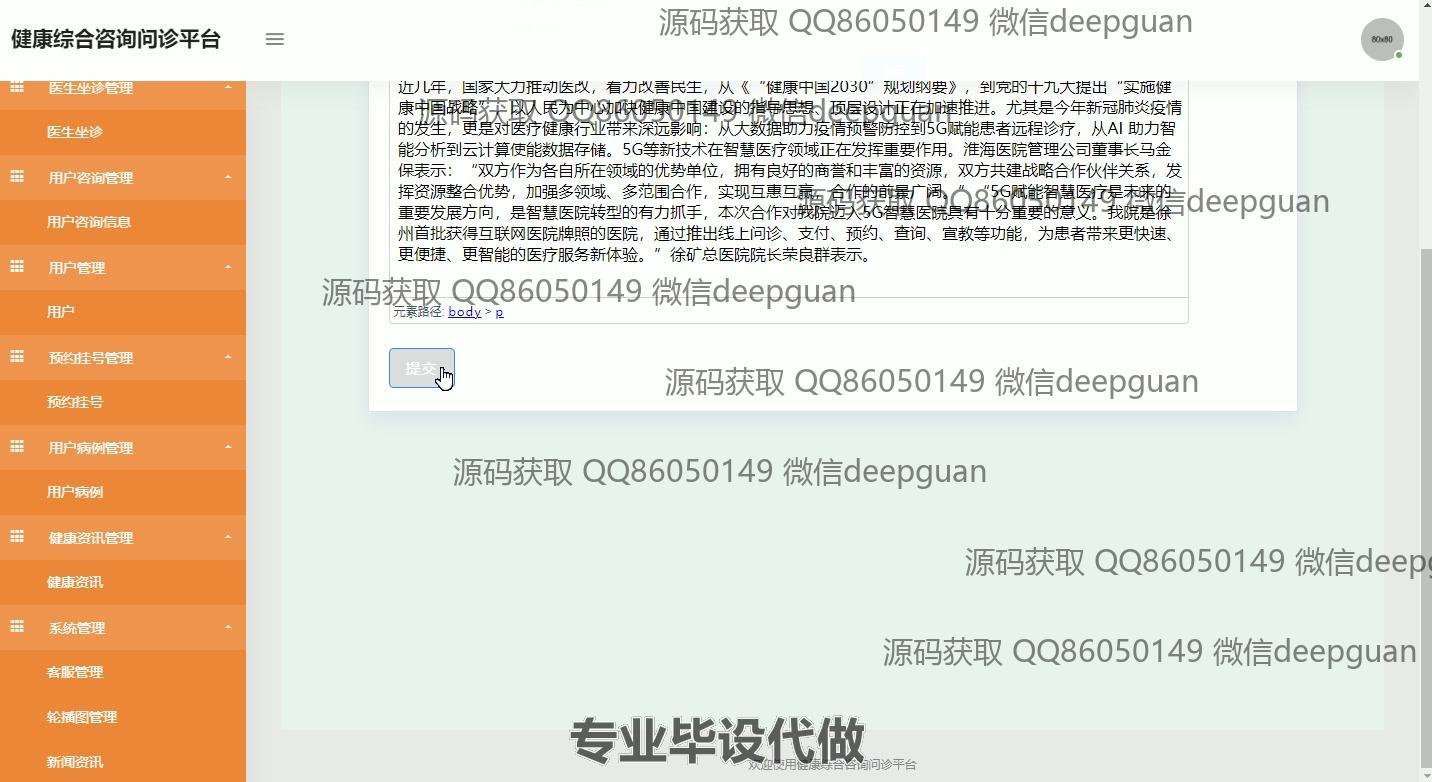 源码获取 QQ86050149 微信deepguan
健康综合咨询问诊平台
80x80
医生坐诊管理
近几年，国家大力推动医改，着力改善民生，从《“健康中国2030”规划纲要》，到党的十九大提出“实施健
康中国战略”，以人民为中心加快健康中国建设的指导思想、顶层设计正在加速推进。尤其是今年新冠肺炎疫情
源码获取 QQ86050149 微信deepguan
医生坐诊
的发生，更是对医疗健康行业带来深远影响：从大数据助力疫情预警防控到5G赋能患者远程诊疗，从AI 助力智
能分析到云计算使能数据存储。5G等新技术在智慧医疗领域正在发挥重要作用。淮海医院管理公司董事长马金
用户咨询管理
保表示：“双方作为各自所在领域的优势单位，拥有良好的商誉和丰富的资源，双方共建战略合作伙伴关系，发
挥资源整合优势，加强多领域、多范围合作，实现互惠互赢，合作的前景广阔。”“5G赋能智慧医疗是未来的
源码获取 QQ86050149 微信deepguan
重要发展方向，是智慧医院转型的有力抓手，本次合作对我院迈入5G智慧医院具有十分重要的意义。我院是徐
用户咨询信息
州首批获得互联网医院牌照的医院，通过推出线上问诊、支付、预约、查询、宣教等功能，为患者带来更快速、
更便捷、更智能的医疗服务新体验。”徐矿总医院院长荣良群表示。
用户管理
源码获取 QQ86050149 微信deepguan
用户
元素路径: body > p
预约挂号管理
提交
源码获取 QQ86050149 微信deepguan
预约挂号
用户病例管理
源码获取 QQ86050149 微信deepguan
用户病例
健康资讯管理
源码获取 QQ86050149 微信deep
健康资讯
系统管理
源码获取 QQ86050149 微信deepguan
客服管理
轮播图管理
专业毕设代做
新闻资讯
欢迎使用健康综合咨询问诊平台